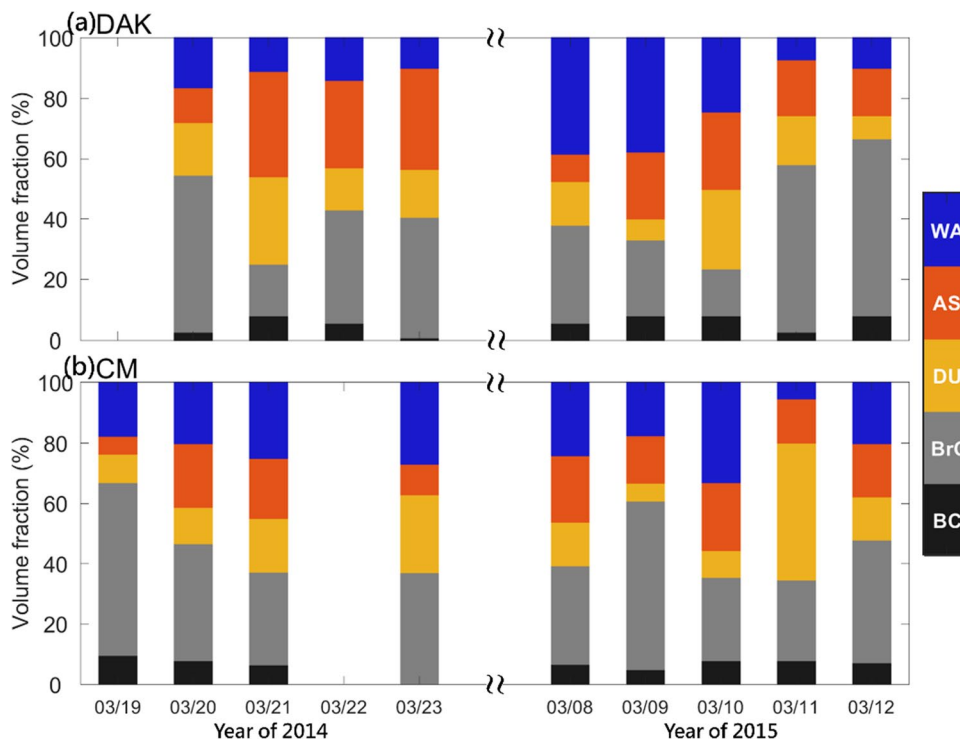 (a)DAK
100
80
60
40
20
0
Volume fraction (%)
(b)CM
100
80
60
40
20
0
Volume fraction (%)
03/19 03/20 03/21 03/22 03/23 03/08 03/09 03/10 03/11 03/12
Year of 2014 Year of 2015
WA
AS
DU
BrC
BC